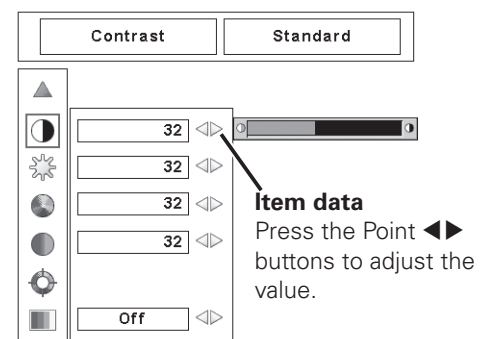 Contrast Standard
32
32
32
32
Off
Item data
Press the Point ◀▶
buttons to adjust the
value.